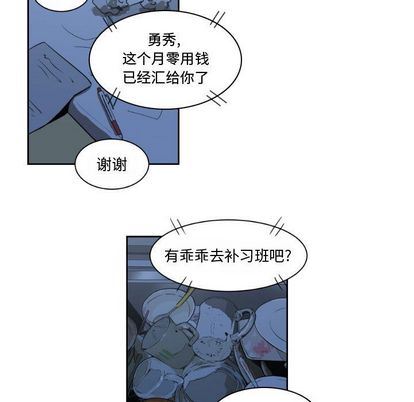 勇秀,
这个月零用钱
已经汇给你了
谢谢
有乖乖去补习班吧?